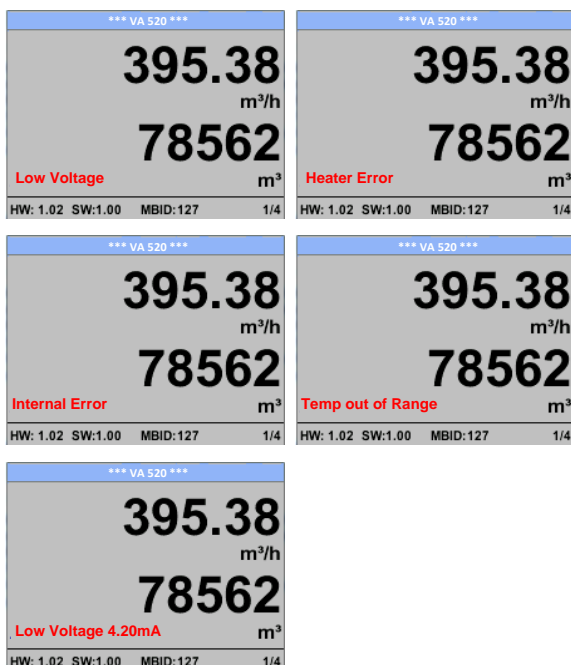 *** VA 520 ***
395.38
m³/h
78562
Low Voltage
m³
HW: 1.02 SW:1.00 MBID:127 1/4
*** VA 520 ***
395.38
m³/h
78562
Heater Error
m³
HW: 1.02 SW:1.00 MBID:127 1/4
*** VA 520 ***
395.38
m³/h
78562
Internal Error
m³
HW: 1.02 SW:1.00 MBID:127 1/4
*** VA 520 ***
395.38
m³/h
78562
Temp out of Range
m³
HW: 1.02 SW:1.00 MBID:127 1/4
*** VA 520 ***
395.38
m³/h
78562
Low Voltage 4.20mA
m³
HW: 1.02 SW:1.00 MBID:127 1/4